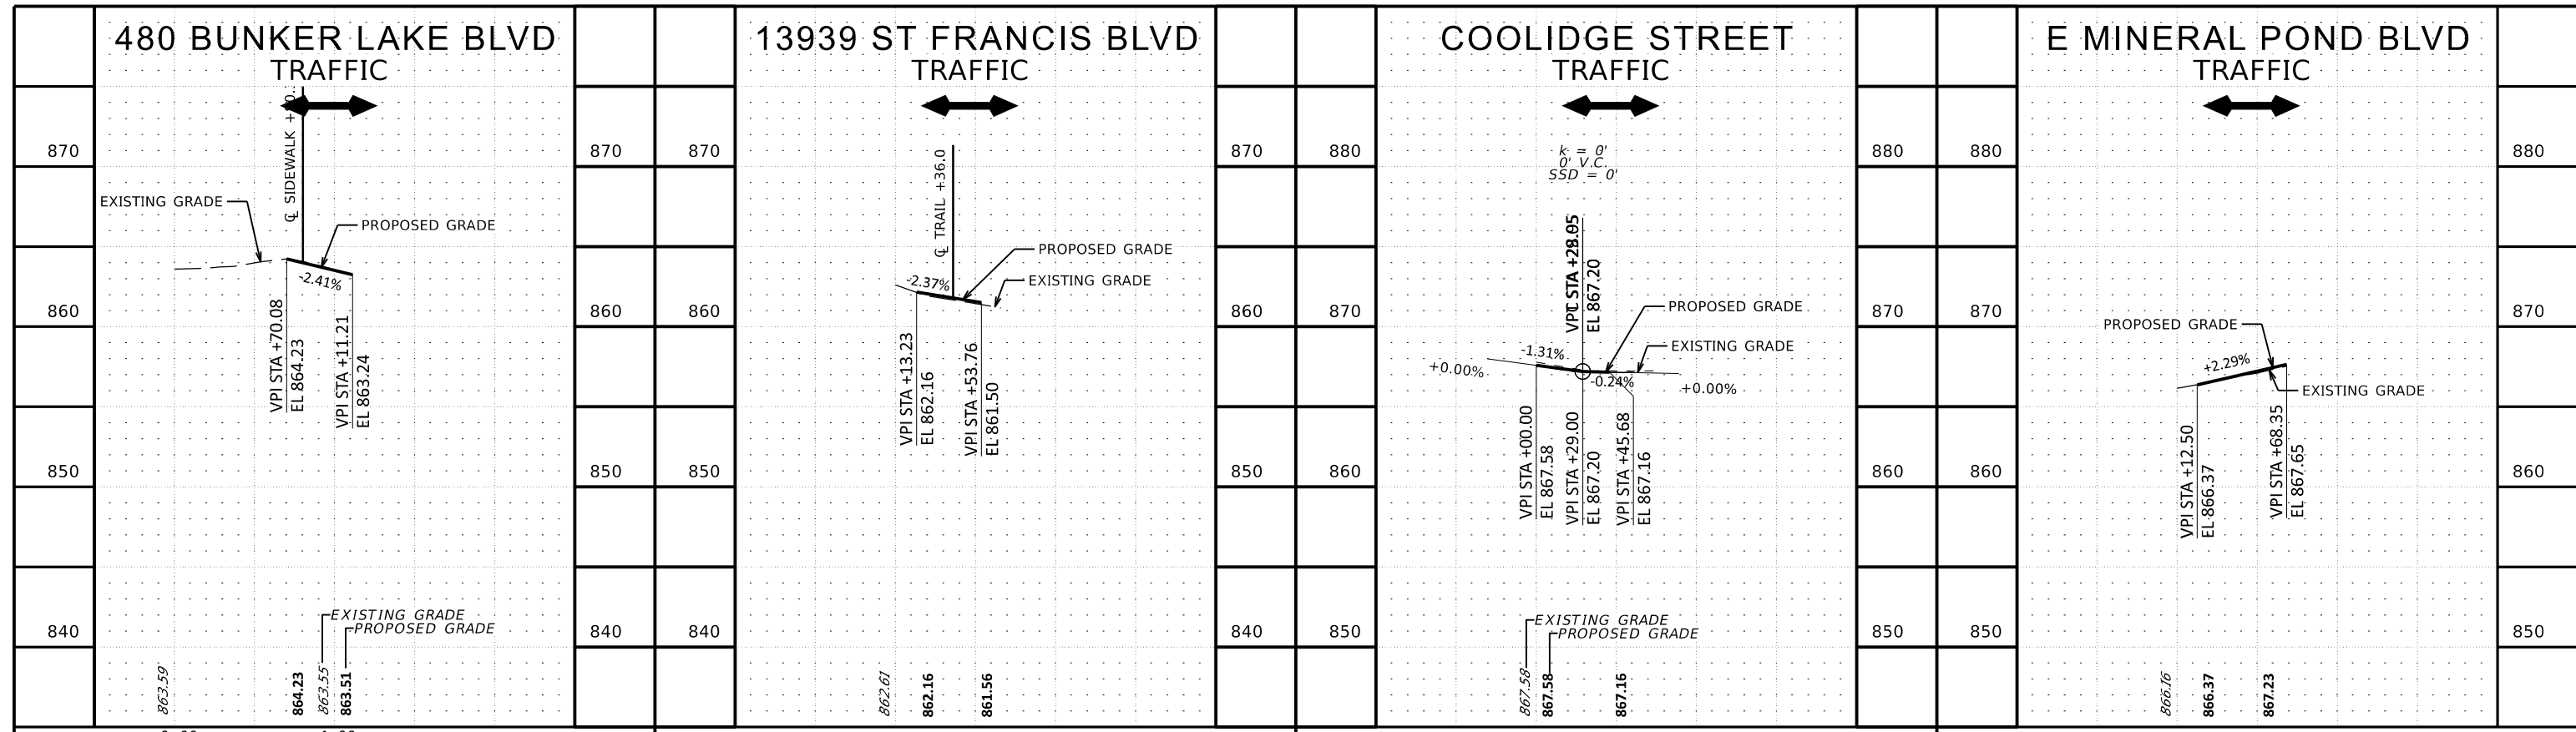 480 BUNKER LAKE BLVD
TRAFFIC
870
860
850
840
℄ SIDEWALK
EXISTING GRADE
PROPOSED GRADE
-2.41%
VPI STA +70.08
EL 864.23
VPI STA +11.21
EL 863.24
EXISTING GRADE
PROPOSED GRADE
863.59
864.23
863.55
863.51
870
860
850
840
13939 ST FRANCIS BLVD
TRAFFIC
870
860
850
840
℄ TRAIL +36.0
PROPOSED GRADE
EXISTING GRADE
-2.37%
VPI STA +13.23
EL 862.16
VPI STA +53.76
EL 861.50
862.61
862.16
861.56
870
860
850
840
COOLIDGE STREET
TRAFFIC
880
870
860
850
k = 0'
0' V.C.
SSD = 0'
EL 867.20
PROPOSED GRADE
EXISTING GRADE
-1.31%
+0.00%
-0.24%
+0.00%
VPI STA +00.00
EL 867.58
VPI STA +29.00
EL 867.20
VPI STA +45.68
EL 867.16
EXISTING GRADE
PROPOSED GRADE
867.58
867.58
867.16
880
870
860
850
E MINERAL POND BLVD
TRAFFIC
880
870
860
850
PROPOSED GRADE
+2.29%
EXISTING GRADE
VPI STA +12.50
EL 866.37
VPI STA +68.35
EL 867.65
866.16
866.37
867.23
880
870
860
850